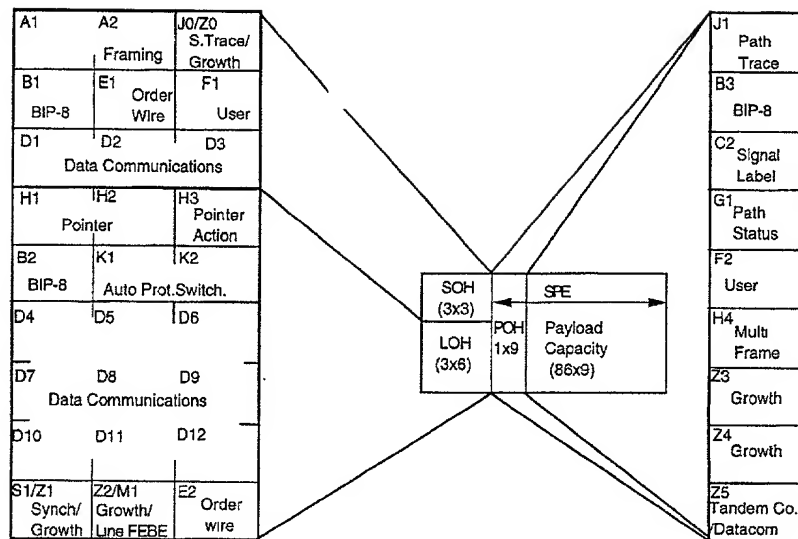 A1 A2 J0/Z0
S.Trace/
Framing Growth
B1 E1 Order F1
BIP-8 Wire User
D1 D2 D3
Data Communications
H1 H2 H3
Pointer Pointer
Action
B2 K1 K2
BIP-8 Auto Prot.Switch.
D4 D5 D6
D7 D8 D9
Data Communications
D10 D11 D12
S1/Z1 Z2/M1 E2
Synch/ Growth/ Order
Growth Line FEBE wire
SOH
(3x3)
LOH
(3x6)
SPE
POH
1x9
Payload
Capacity
(86x9)
J1
Path
Trace
B3
BIP-8
C2
Signal
Label
G1
Path
Status
F2
User
H4
Multi
Frame
Z3
Growth
Z4
Growth
Z5
Tandem Co.
/Datacom